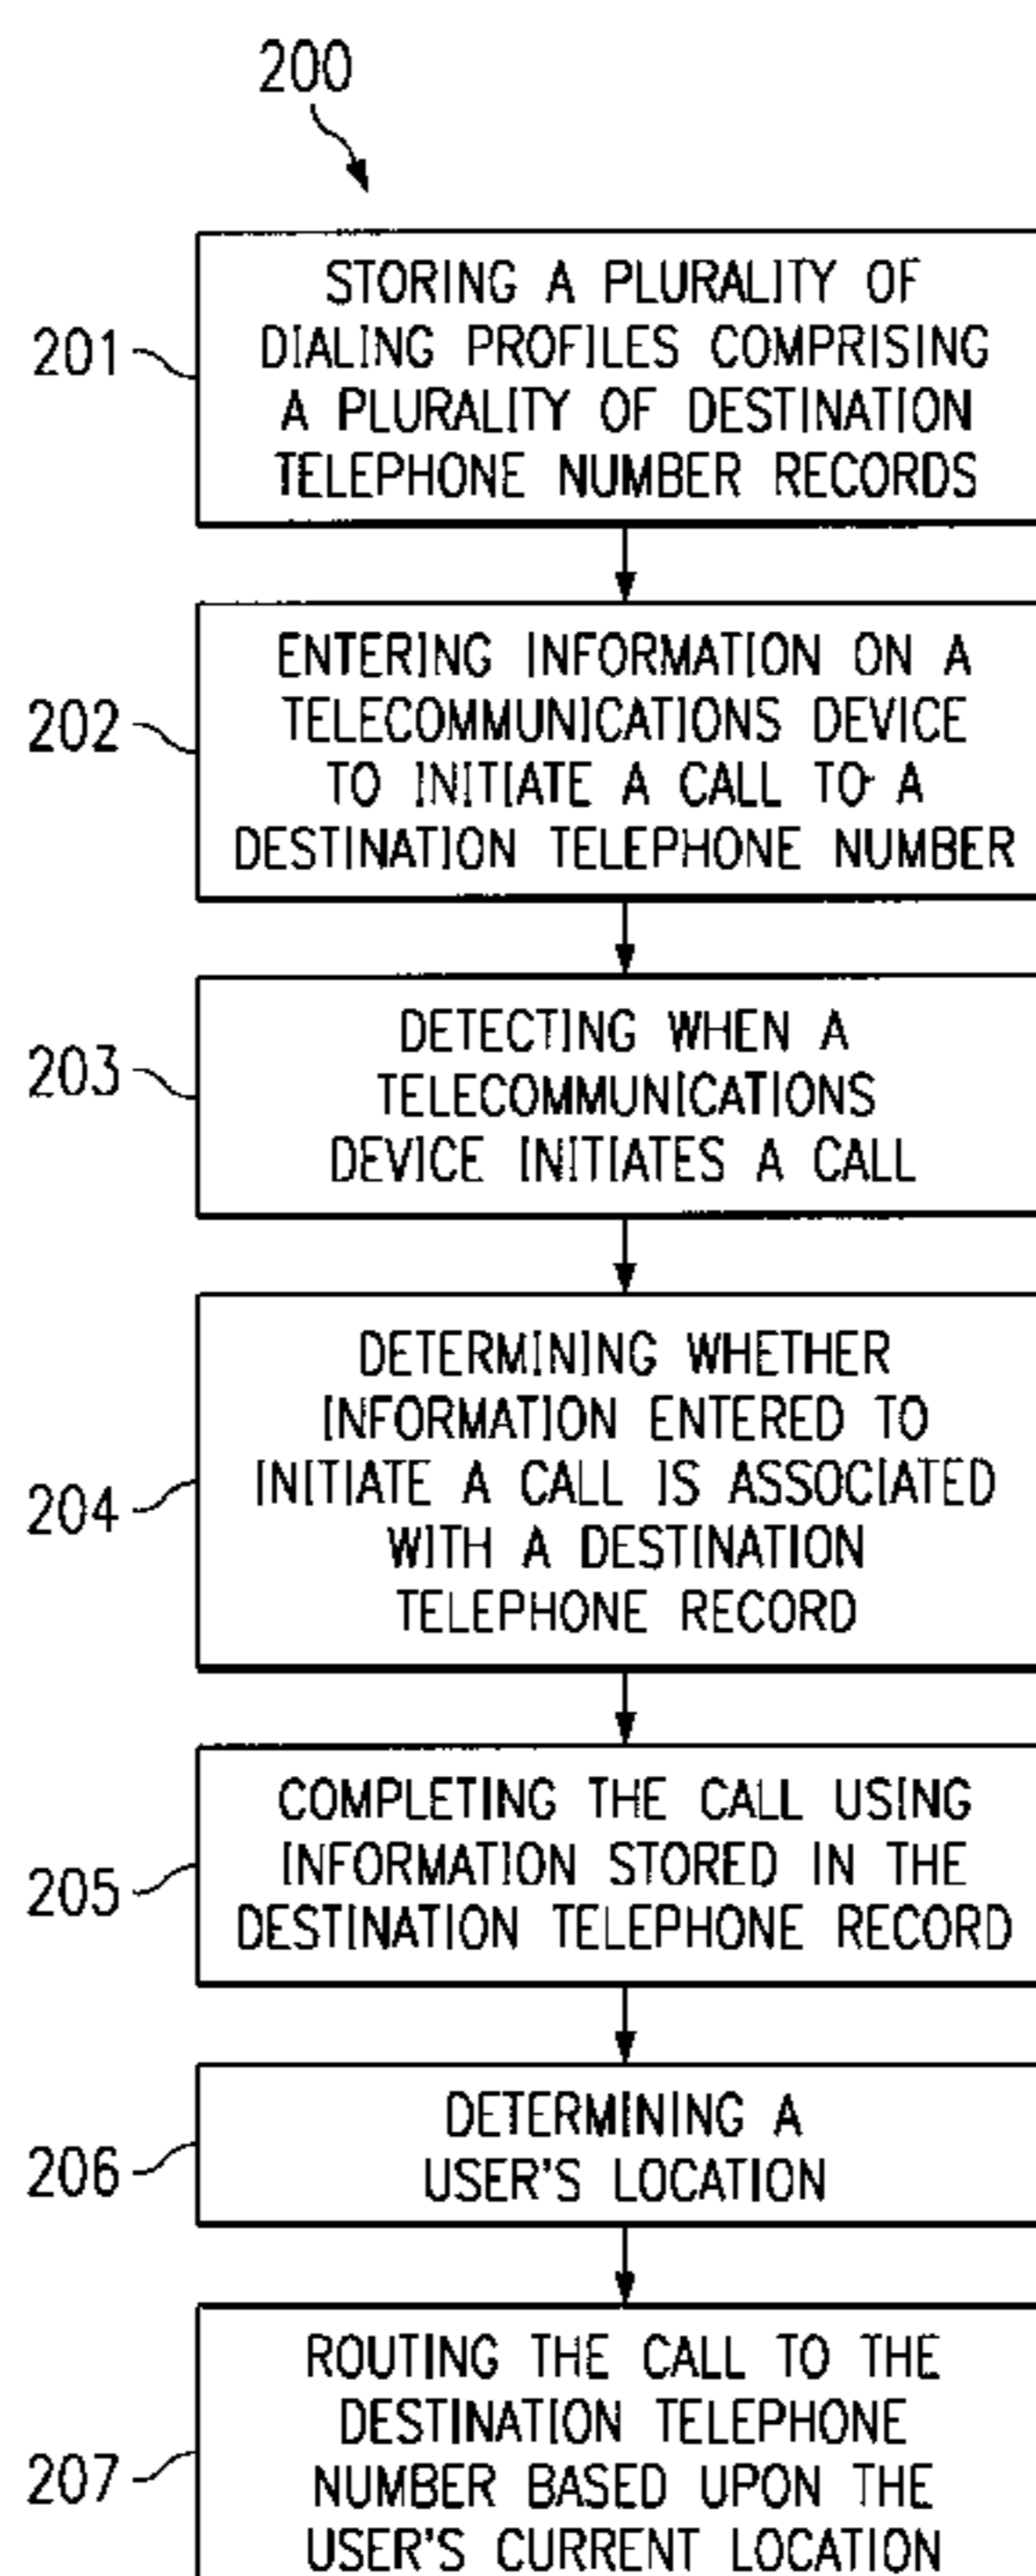 200
201
STORING A PLURALITY OF
DIALING PROFILES COMPRISING
A PLURALITY OF DESTINATION
TELEPHONE NUMBER RECORDS
202
ENTERING INFORMATION ON A
TELECOMMUNICATIONS DEVICE
TO INITIATE A CALL TO A
DESTINATION TELEPHONE NUMBER
203
DETECTING WHEN A
TELECOMMUNICATIONS
DEVICE INITIATES A CALL
204
DETERMINING WHETHER
INFORMATION ENTERED TO
INITIATE A CALL IS ASSOCIATED
WITH A DESTINATION
TELEPHONE RECORD
205
COMPLETING THE CALL USING
INFORMATION STORED IN THE
DESTINATION TELEPHONE RECORD
206
DETERMINING A
USER'S LOCATION
207
ROUTING THE CALL TO THE
DESTINATION TELEPHONE
NUMBER BASED UPON THE
USER'S CURRENT LOCATION